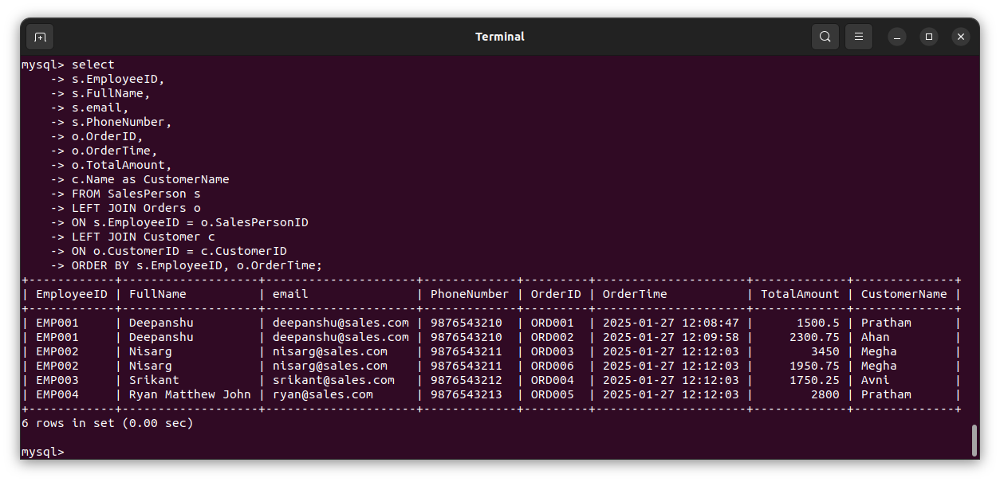 Terminal
mysql> select
    -> s.EmployeeID,
    -> s.FullName,
    -> s.email,
    -> s.PhoneNumber,
    -> o.OrderID,
    -> o.OrderTime,
    -> o.TotalAmount,
    -> c.Name as CustomerName
    -> FROM SalesPerson s
    -> LEFT JOIN Orders o
    -> ON s.EmployeeID = o.SalesPersonID
    -> LEFT JOIN Customer c
    -> ON o.CustomerID = c.CustomerID
    -> ORDER BY s.EmployeeID, o.OrderTime;
+------------+-------------------+---------------------+-------------+---------+---------------------+-------------+--------------+
| EmployeeID | FullName          | email               | PhoneNumber | OrderID | OrderTime           | TotalAmount | CustomerName |
+------------+-------------------+---------------------+-------------+---------+---------------------+-------------+--------------+
| EMP001     | Deepanshu         | deepanshu@sales.com | 9876543210  | ORD001  | 2025-01-27 12:08:47 |      1500.5 | Pratham      |
| EMP001     | Deepanshu         | deepanshu@sales.com | 9876543210  | ORD002  | 2025-01-27 12:09:58 |     2300.75 | Ahan         |
| EMP002     | Nisarg            | nisarg@sales.com    | 9876543211  | ORD003  | 2025-01-27 12:12:03 |        3450 | Megha        |
| EMP002     | Nisarg            | nisarg@sales.com    | 9876543211  | ORD006  | 2025-01-27 12:12:03 |     1950.75 | Megha        |
| EMP003     | Srikant           | srikant@sales.com   | 9876543212  | ORD004  | 2025-01-27 12:12:03 |     1750.25 | Avni         |
| EMP004     | Ryan Matthew John | ryan@sales.com      | 9876543213  | ORD005  | 2025-01-27 12:12:03 |        2800 | Pratham      |
+------------+-------------------+---------------------+-------------+---------+---------------------+-------------+--------------+
6 rows in set (0.00 sec)
mysql>